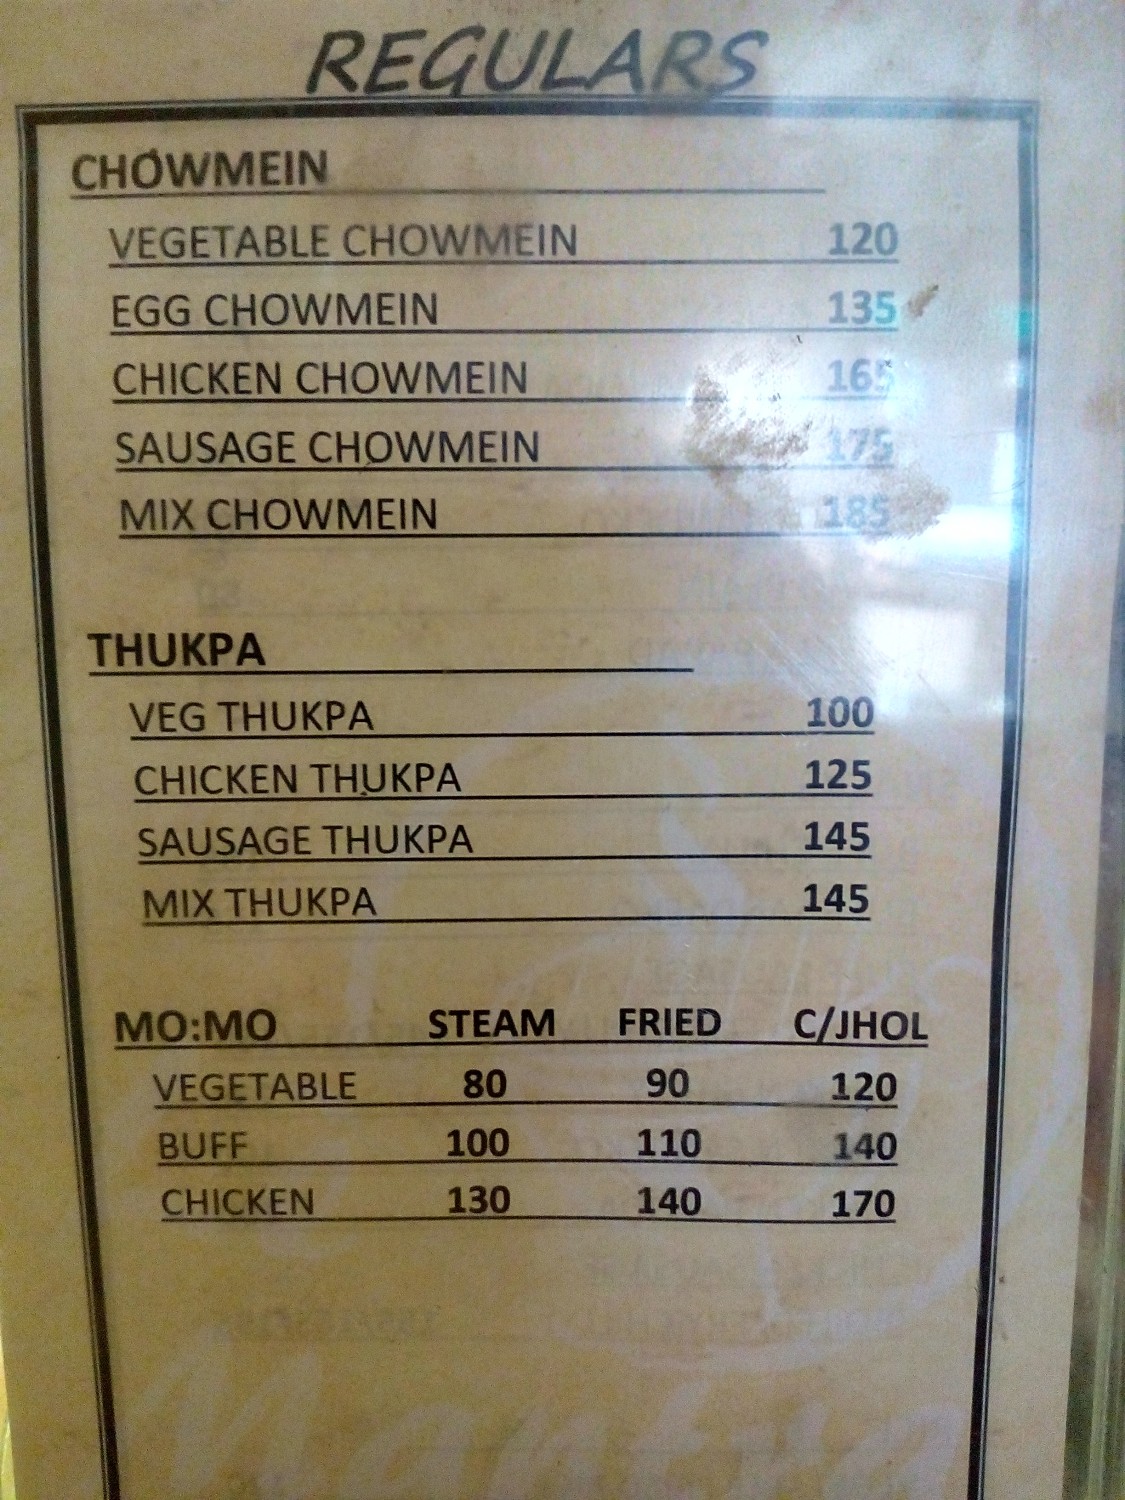 REGULARS
CHOWMEIN
VEGETABLE CHOWMEIN 120
EGG CHOWMEIN 135
CHICKEN CHOWMEIN 165
SAUSAGE CHOWMEIN 175
MIX CHOWMEIN 185
THUKPA
VEG THUKPA 100
CHICKEN THUKPA 125
SAUSAGE THUKPA 145
MIX THUKPA 145
MO:MO STEAM FRIED C/JHOL
VEGETABLE 80 90 120
BUFF 100 110 140
CHICKEN 130 140 170